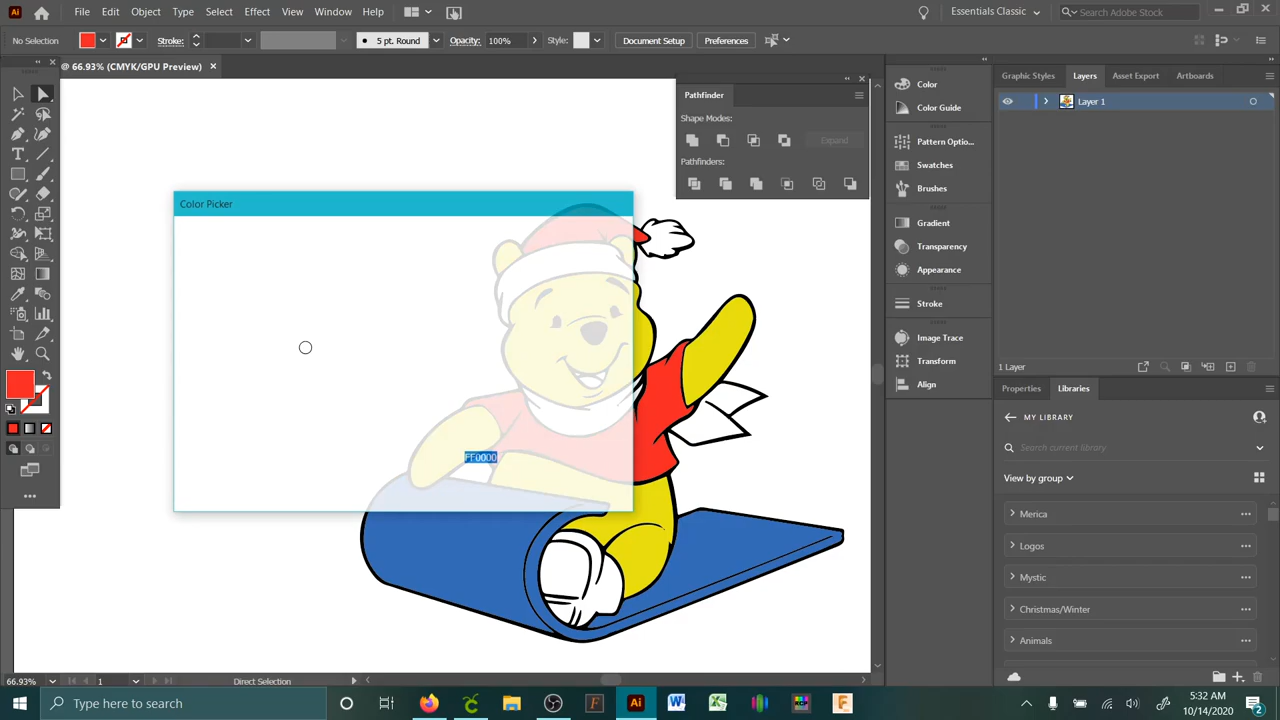 Ai File Edit Object Type Select Effect View Window Help Essentials Classic Search Adobe Stock
No Selection Stroke: 5 pt. Round Opacity: 100% Style: Document Setup Preferences
@ 66.93% (CMYK/GPU Preview)
Graphic Styles Layers Asset Export Artboards
Layer 1
Pathfinder
Shape Modes:
Expand
Pathfinders:
Color
Color Guide
Pattern Optio...
Swatches
Brushes
Gradient
Transparency
Appearance
Stroke
Image Trace
Transform
Align
Color Picker
FF0000
1 Layer
Properties Libraries
MY LIBRARY
Search current library
View by group
Merica
Logos
Mystic
Christmas/Winter
Animals
66.93% 1 Direct Selection
Type here to search
5:32 AM
10/14/2020
2